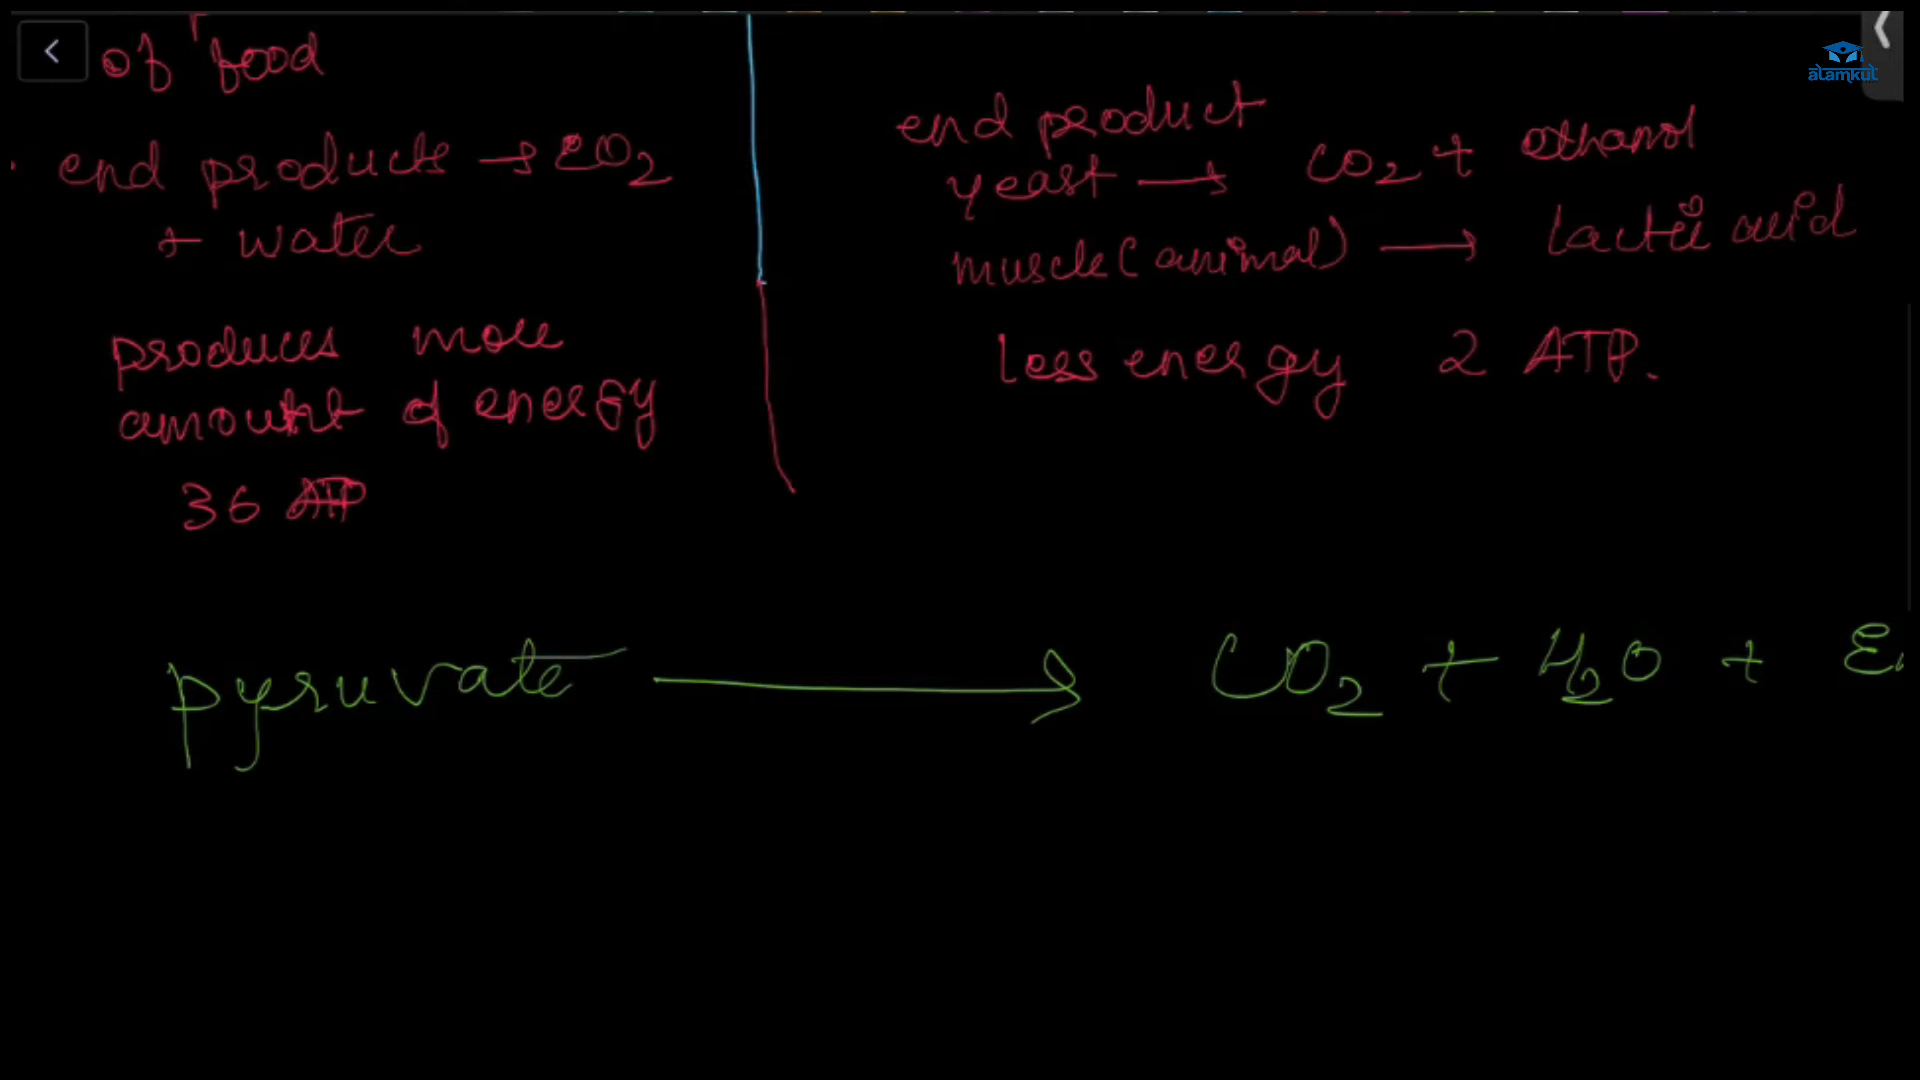 of food
end products → CO2
+ water
produces more
amount of energy
36 ATP
end product
yeast → CO2 + ethanol
muscle (animal) → Lactic acid
less energy 2 ATP.
pyruvate → CO2 + H2O + E
alamkul